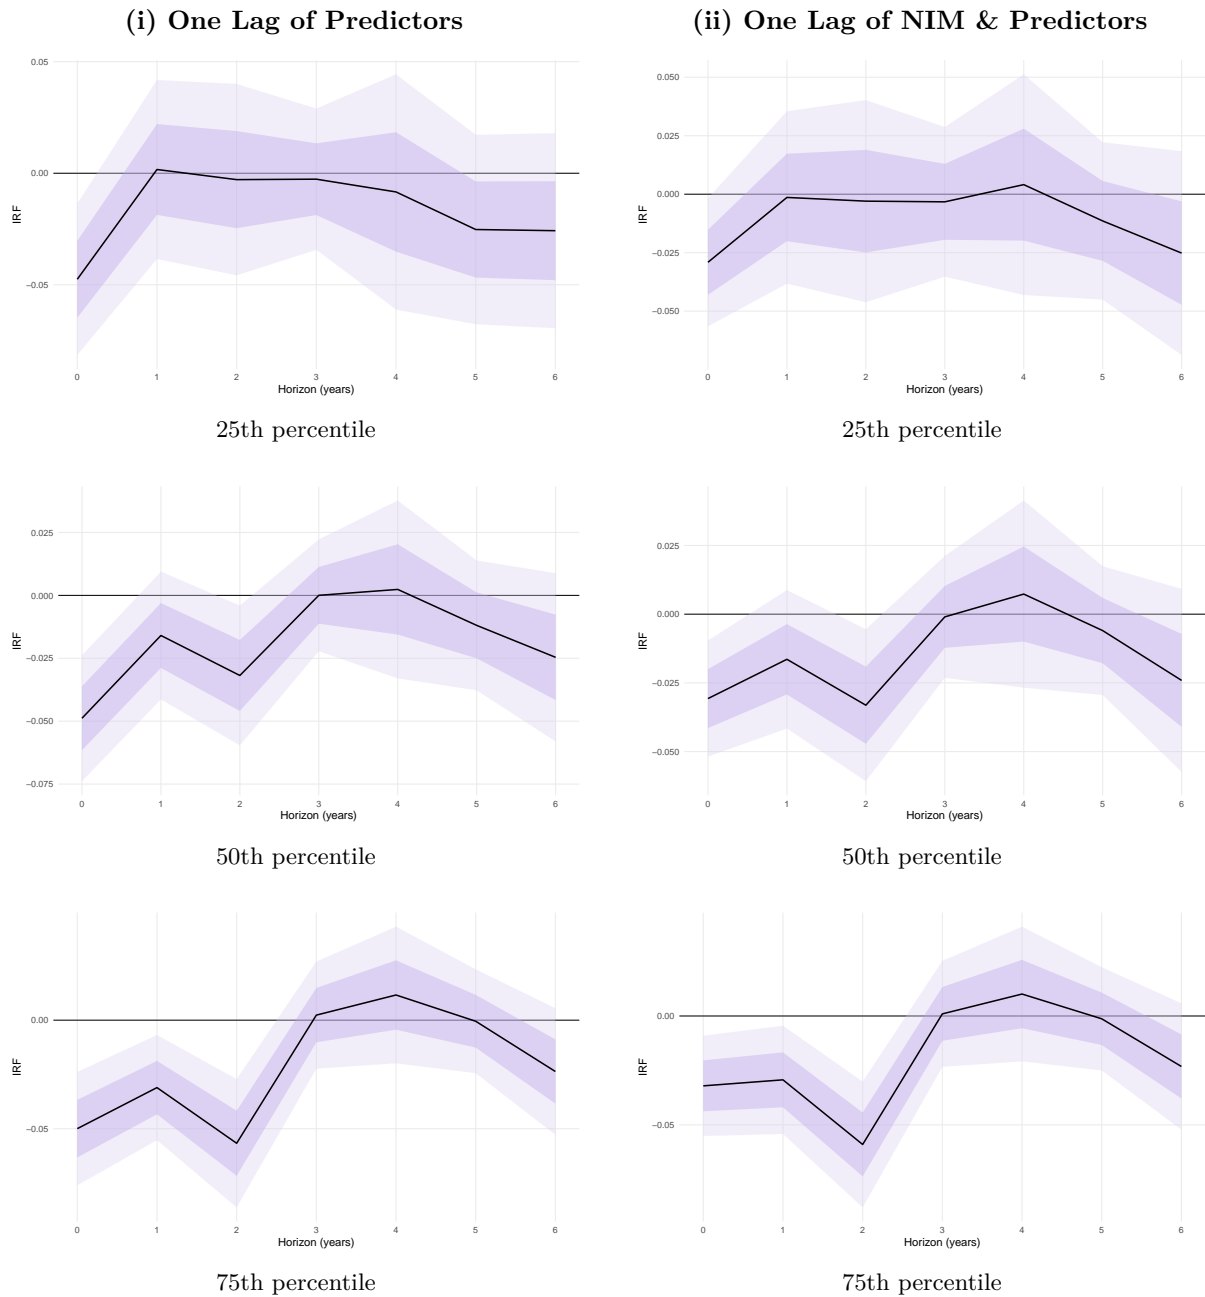 (i) One Lag of Predictors
(ii) One Lag of NIM & Predictors
0.05
0.00
−0.05
IRF
0 1 2 3 4 5 6
Horizon (years)
25th percentile
0.050
0.025
0.000
−0.025
−0.050
IRF
0 1 2 3 4 5 6
Horizon (years)
25th percentile
0.025
0.000
−0.025
−0.050
−0.075
IRF
0 1 2 3 4 5 6
Horizon (years)
50th percentile
0.025
0.000
−0.025
−0.050
IRF
0 1 2 3 4 5 6
Horizon (years)
50th percentile
0.00
−0.05
IRF
0 1 2 3 4 5 6
Horizon (years)
75th percentile
0.00
−0.05
IRF
0 1 2 3 4 5 6
Horizon (years)
75th percentile